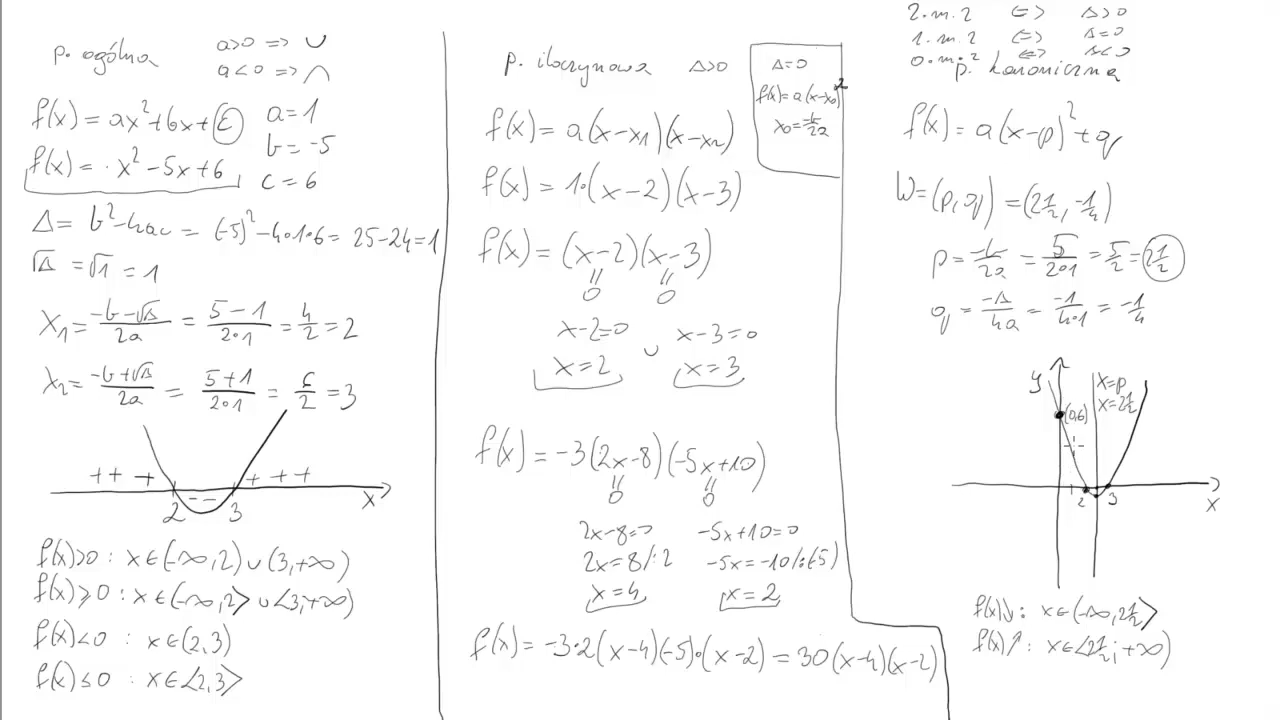 p. ogólna
a>0 => ∪
a<0 => ∩
f(x) = ax²+bx+c
a=1
f(x) = x²-5x+6
b=-5
c=6
Δ= b²-4ac = (-5)²-4·1·6 = 25-24=1
√Δ =√1 = 1
x₁= (-b-√Δ)/2a = (5-1)/(2·1) = 4/2 = 2
x₂= (-b+√Δ)/2a = (5+1)/(2·1) = 6/2 = 3
++ + -- + + +
2 3 x
f(x)>0 : x∈(-∞,2)∪(3,+∞)
f(x)⩾0 : x∈(-∞,2>∪<3,+∞)
f(x)<0 : x∈(2,3)
f(x)≤0 : x∈<2,3>
p. iloczynowa Δ>0
Δ=0
f(x)=a(x-x₀)²
x₀=-b/2a
f(x) = a(x-x₁)(x-x₂)
f(x) = 1·(x-2)(x-3)
f(x) = (x-2)(x-3)
= =
0 0
x-2=0 ∪ x-3=0
x=2 x=3
f(x) = -3(2x-8)(-5x+10)
= =
0 0
2x-8=0 -5x+10=0
2x=8/:2 -5x=-10/:(-5)
x=4 x=2
f(x) = -3·2(x-4)(-5)·(x-2) = 30(x-4)(x-2)
2.m.z <=> Δ>0
1.m.z <=> Δ=0
0.m.z <=> Δ<0
p. kanoniczna
f(x) = a(x-p)²+q
W=(p,q) =(2½,-¼)
p= -b/2a = 5/(2·1) = 5/2 = 2½
q= -Δ/4a = -1/(4·1) = -¼
y x=p
x=2½
(0,6)
1 2 3 x
f(x)↓: x∈(-∞,2½>
f(x)↗: x∈<2½;+∞)